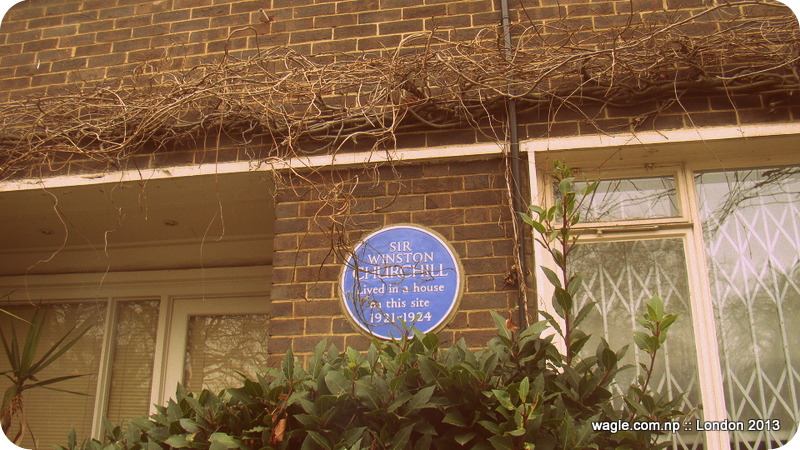 SIR
WINSTON
CHURCHILL
Lived in a house
on this site
1921-1924
wagle.com.np :: London 2013